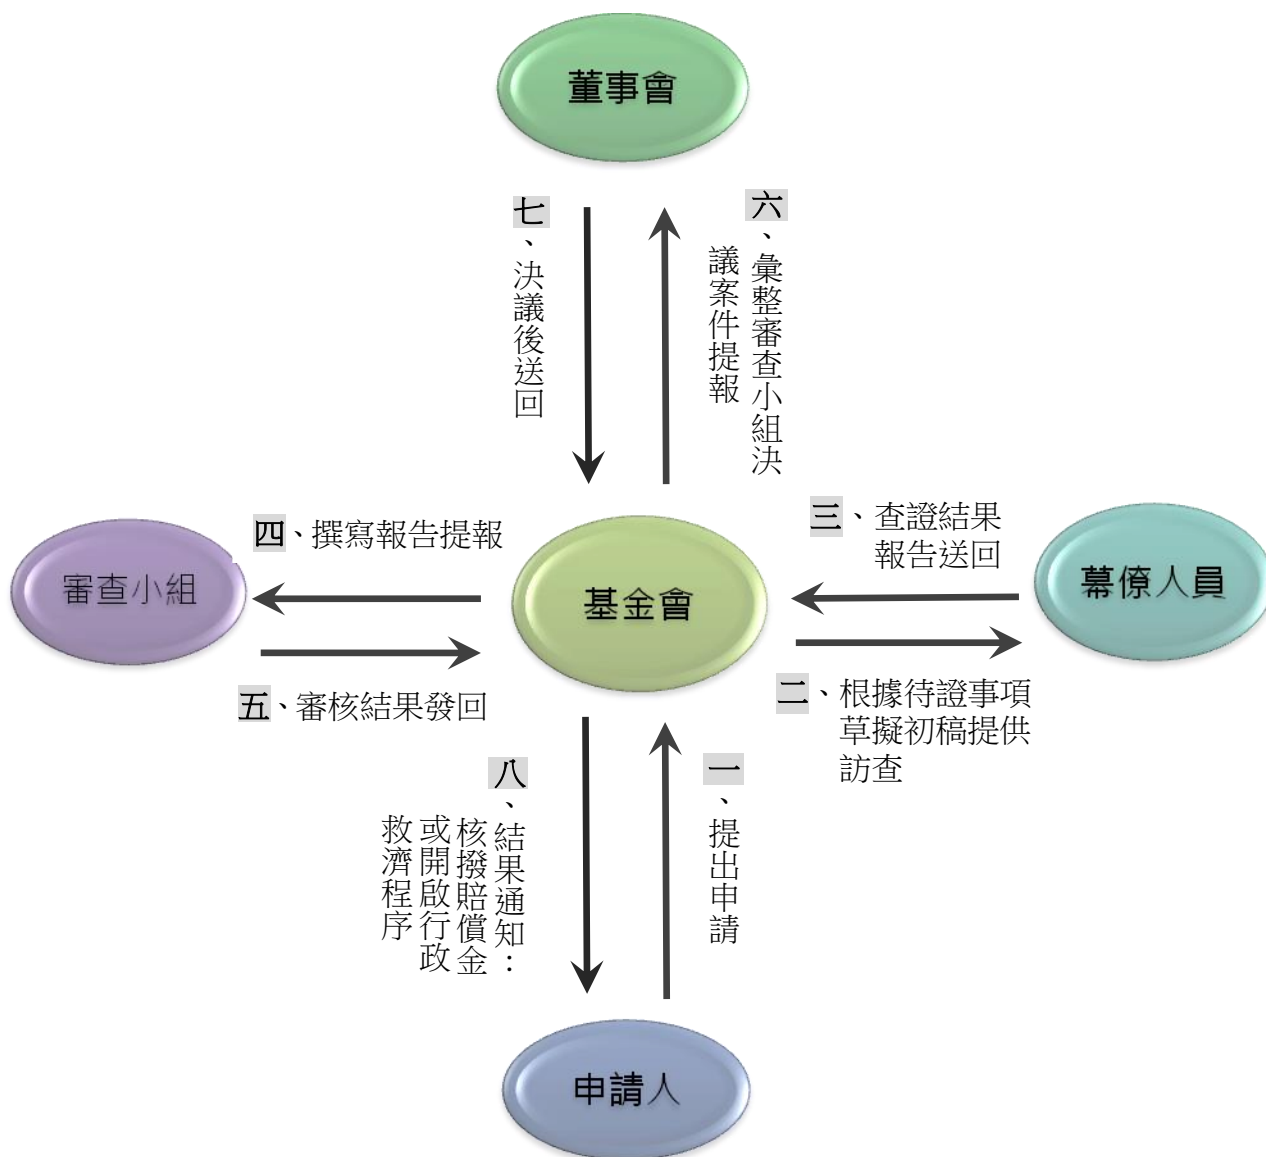 董事會
七、決議後送回
六、彙整審查小組決
議案件提報
四、撰寫報告提報
三、查證結果
報告送回
審查小組
基金會
幕僚人員
五、審核結果發回
二、根據待證事項
草擬初稿提供
訪查
八、結果通知：
核撥賠償金
或開啟行政
救濟程序
一、提出申請
申請人